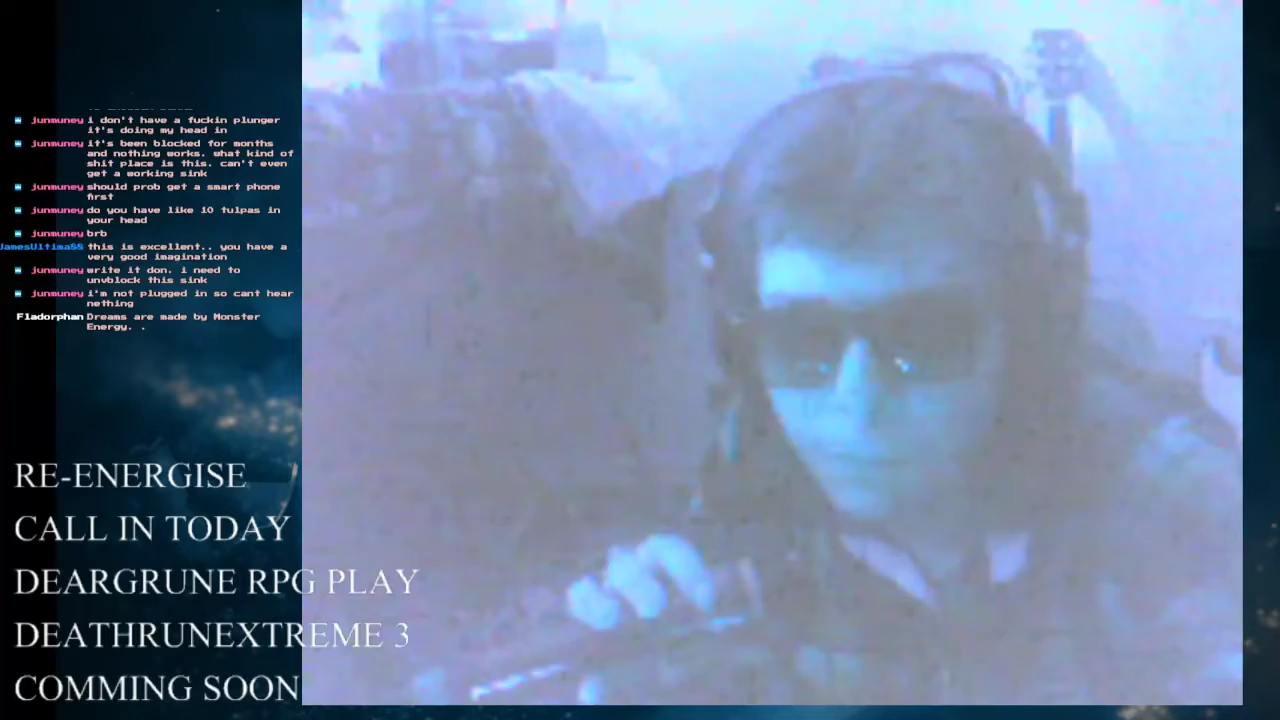 junmuney i don't have a fuckin plunger
it's doing my head in
junmuney it's been blocked for months
and nothing works. what kind of
shit place is this. can't even
get a working sink
junmuney should prob get a smart phone
first
junmuney do you have like 10 tulpas in
your head
junmuney brb
JamesUltima88 this is excellent.. you have a
very good imagination
junmuney write it don. i need to
unvblock this sink
junmuney i'm not plugged in so cant hear
nething
Fladorphan Dreams are made by Monster
Energy. .
RE-ENERGISE
CALL IN TODAY
DEARGRUNE RPG PLAY
DEATHRUNEXTREME 3
COMMING SOON